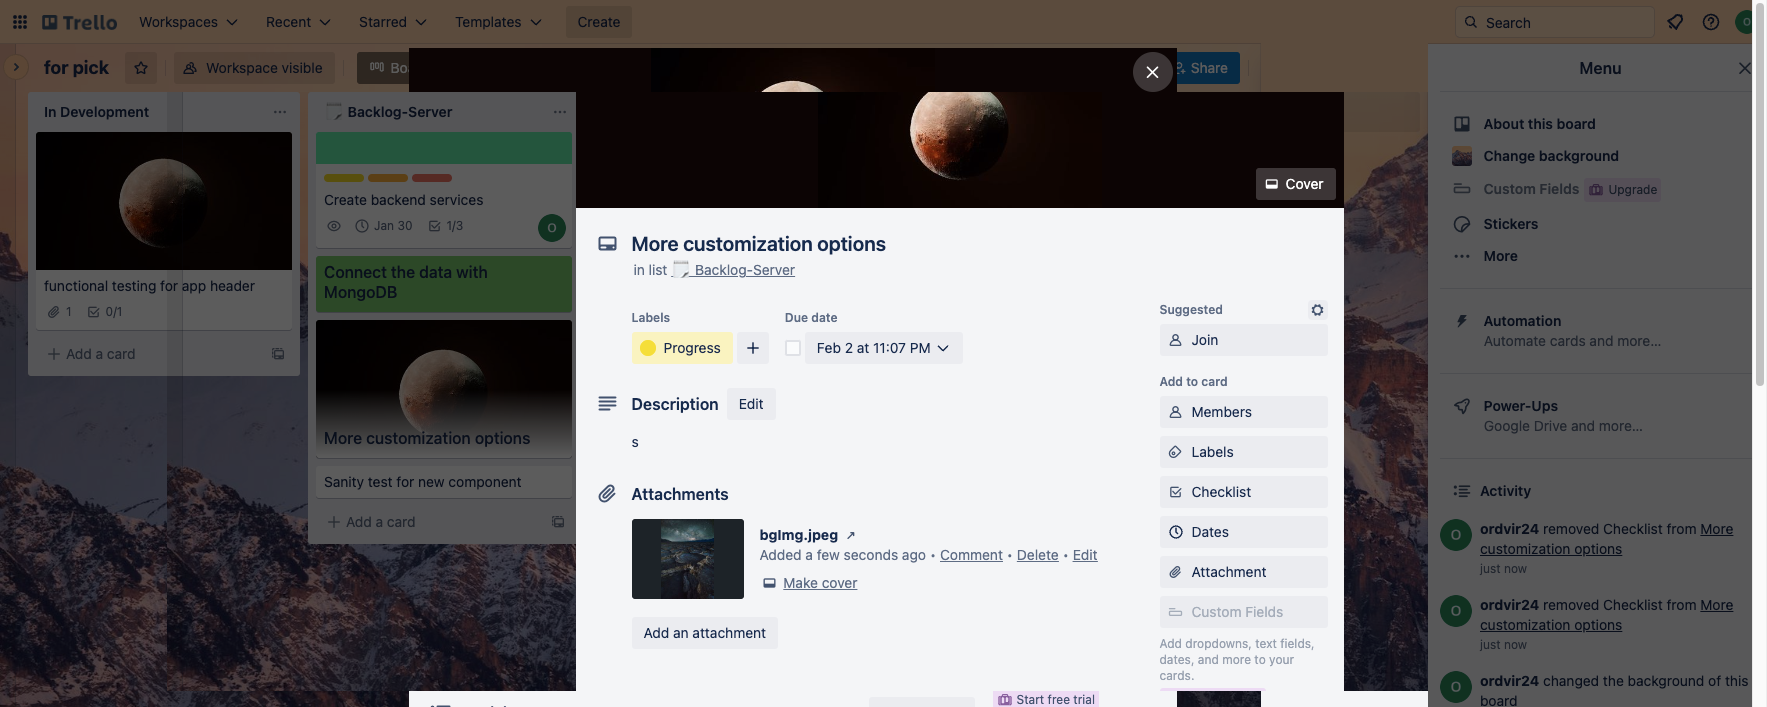 Trello
Workspaces
Recent
Starred
Templates
Create
Search
O
for pick
Workspace visible
Boa
Share
Menu
In Development
functional testing for app header
1
0/1
Add a card
Backlog-Server
Create backend services
Jan 30
1/3
O
Connect the data with
MongoDB
More customization options
Sanity test for new component
Add a card
Cover
More customization options
in list Backlog-Server
Labels
Progress
Due date
Feb 2 at 11:07 PM
Description
Edit
s
Attachments
bgImg.jpeg
Added a few seconds ago • Comment • Delete • Edit
Make cover
Add an attachment
Suggested
Join
Add to card
Members
Labels
Checklist
Dates
Attachment
Custom Fields
Add dropdowns, text fields,
dates, and more to your
cards.
Start free trial
About this board
Change background
Custom Fields
Upgrade
Stickers
More
Automation
Automate cards and more...
Power-Ups
Google Drive and more...
Activity
O
ordvir24 removed Checklist from More
customization options
just now
O
ordvir24 removed Checklist from More
customization options
just now
O
ordvir24 changed the background of this
board